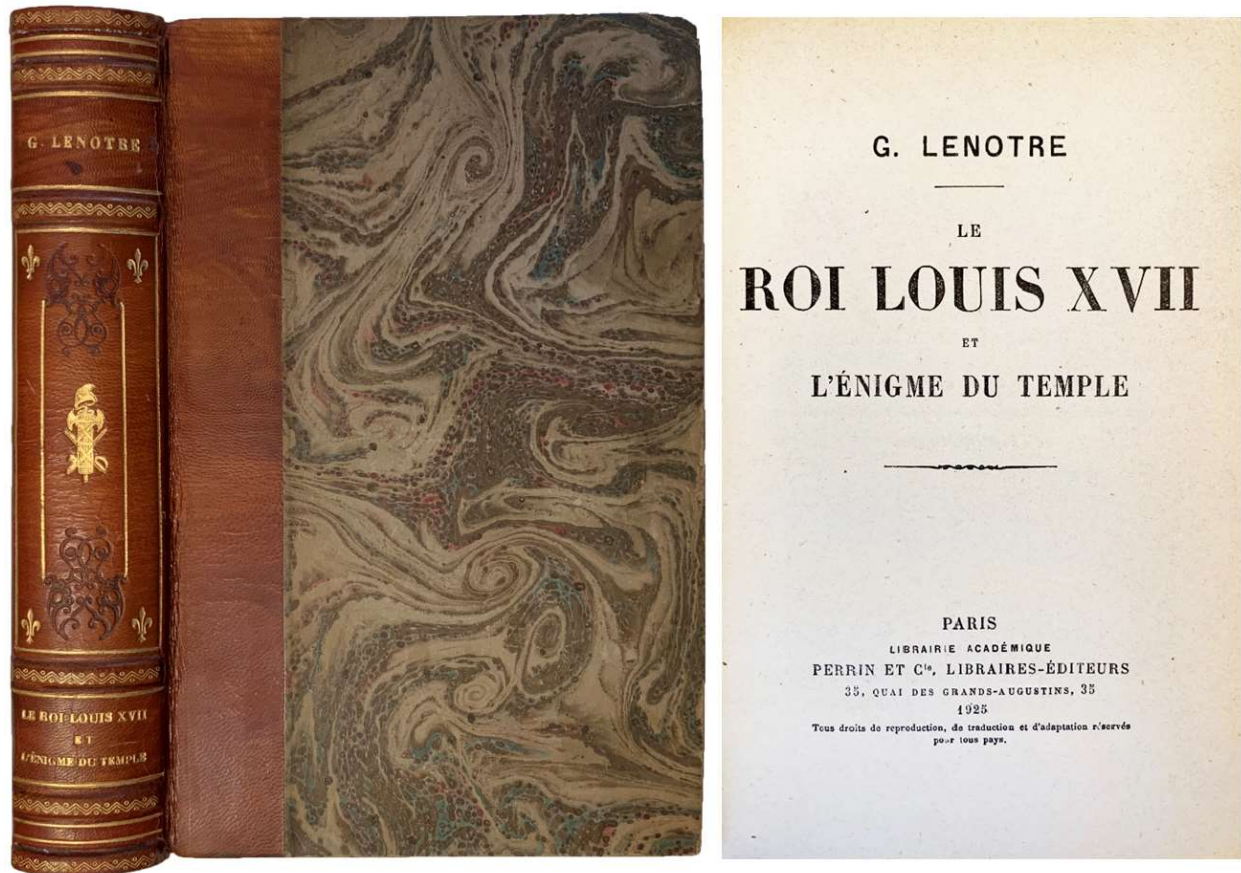 G. LENOTRE
LE ROI LOUIS XVII
ET
L'ÉNIGME DU TEMPLE
G. LENOTRE
LE
ROI LOUIS XVII
ET
L'ÉNIGME DU TEMPLE
PARIS
LIBRAIRIE ACADÉMIQUE
PERRIN ET Cie, LIBRAIRES-ÉDITEURS
35, QUAI DES GRANDS-AUGUSTINS, 35
1925
Tous droits de reproduction, de traduction et d'adaptation réservés
pour tous pays.